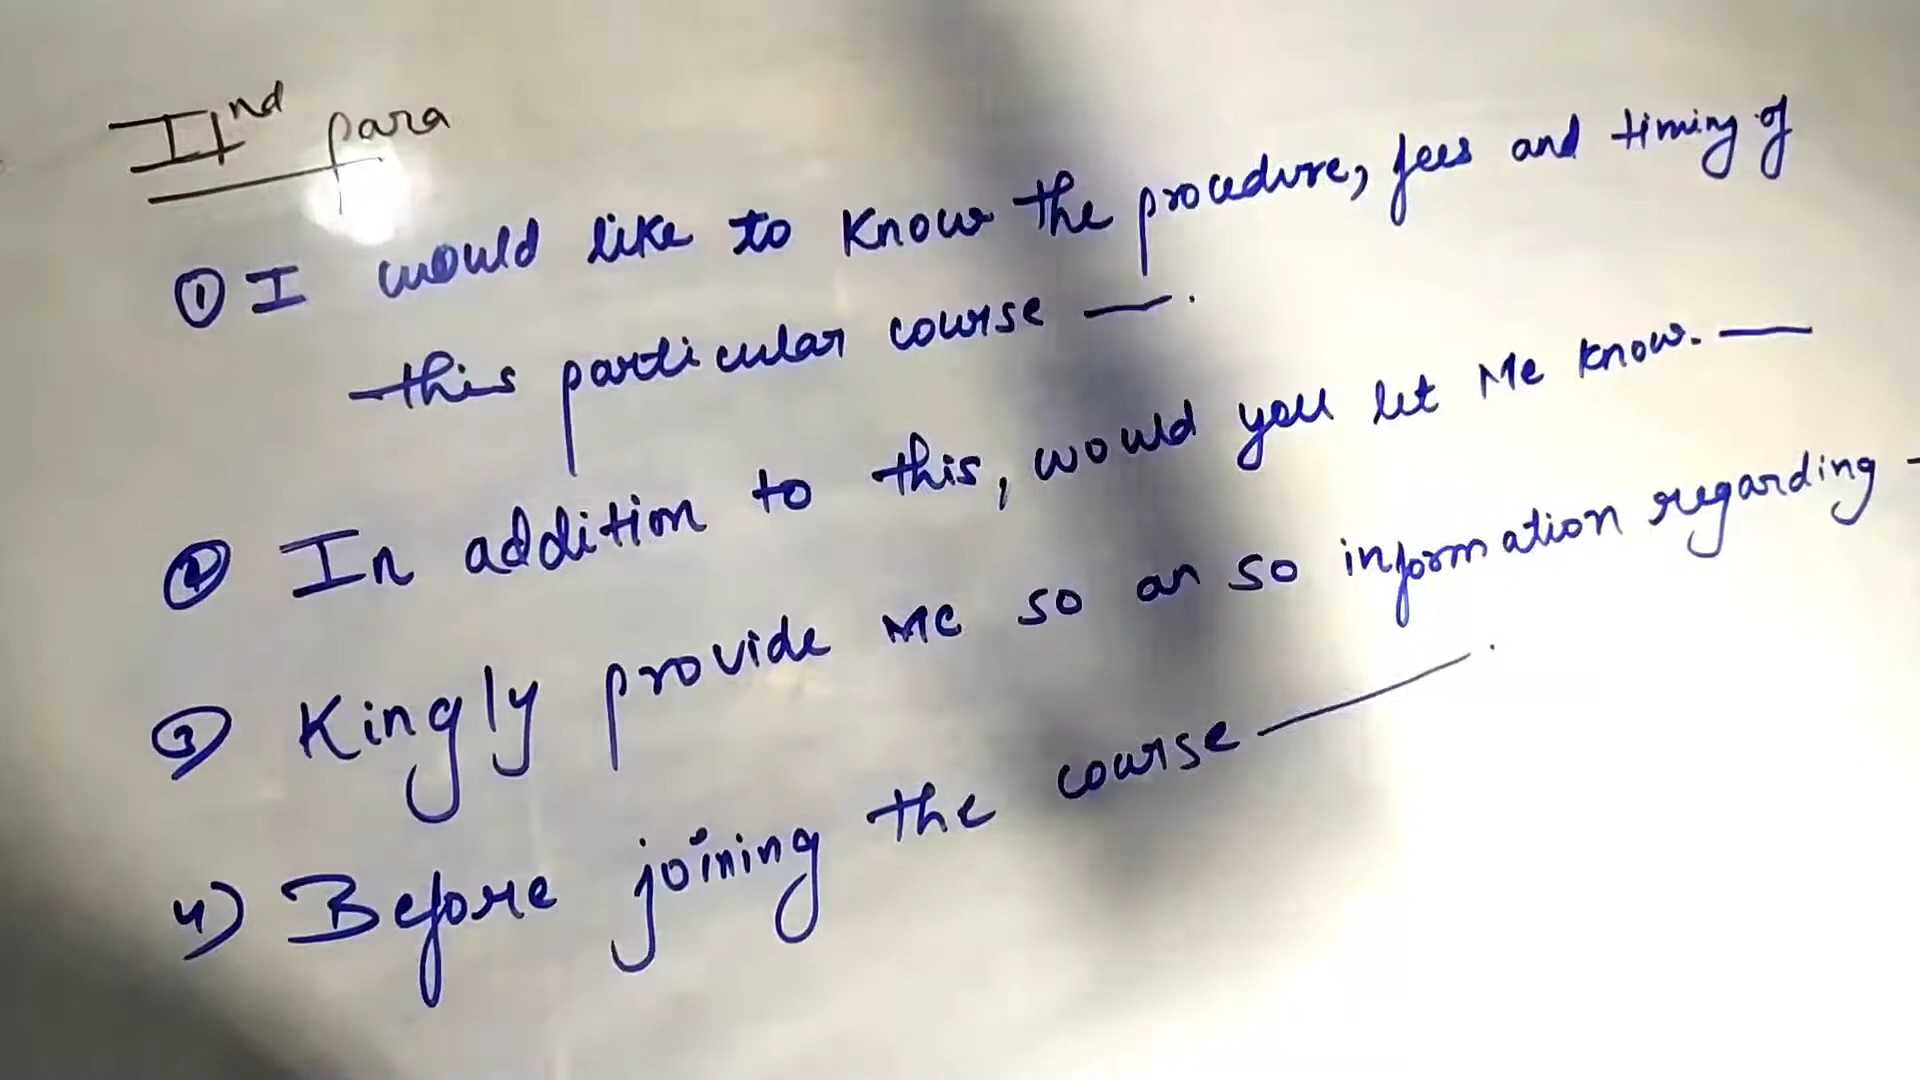 IInd para
① I would like to know the procedure, fees and timing of
this particular course —.
② In addition to this, would you let Me know. —
③ Kingly provide Me so an so information regarding -
4) Before joining the course —.